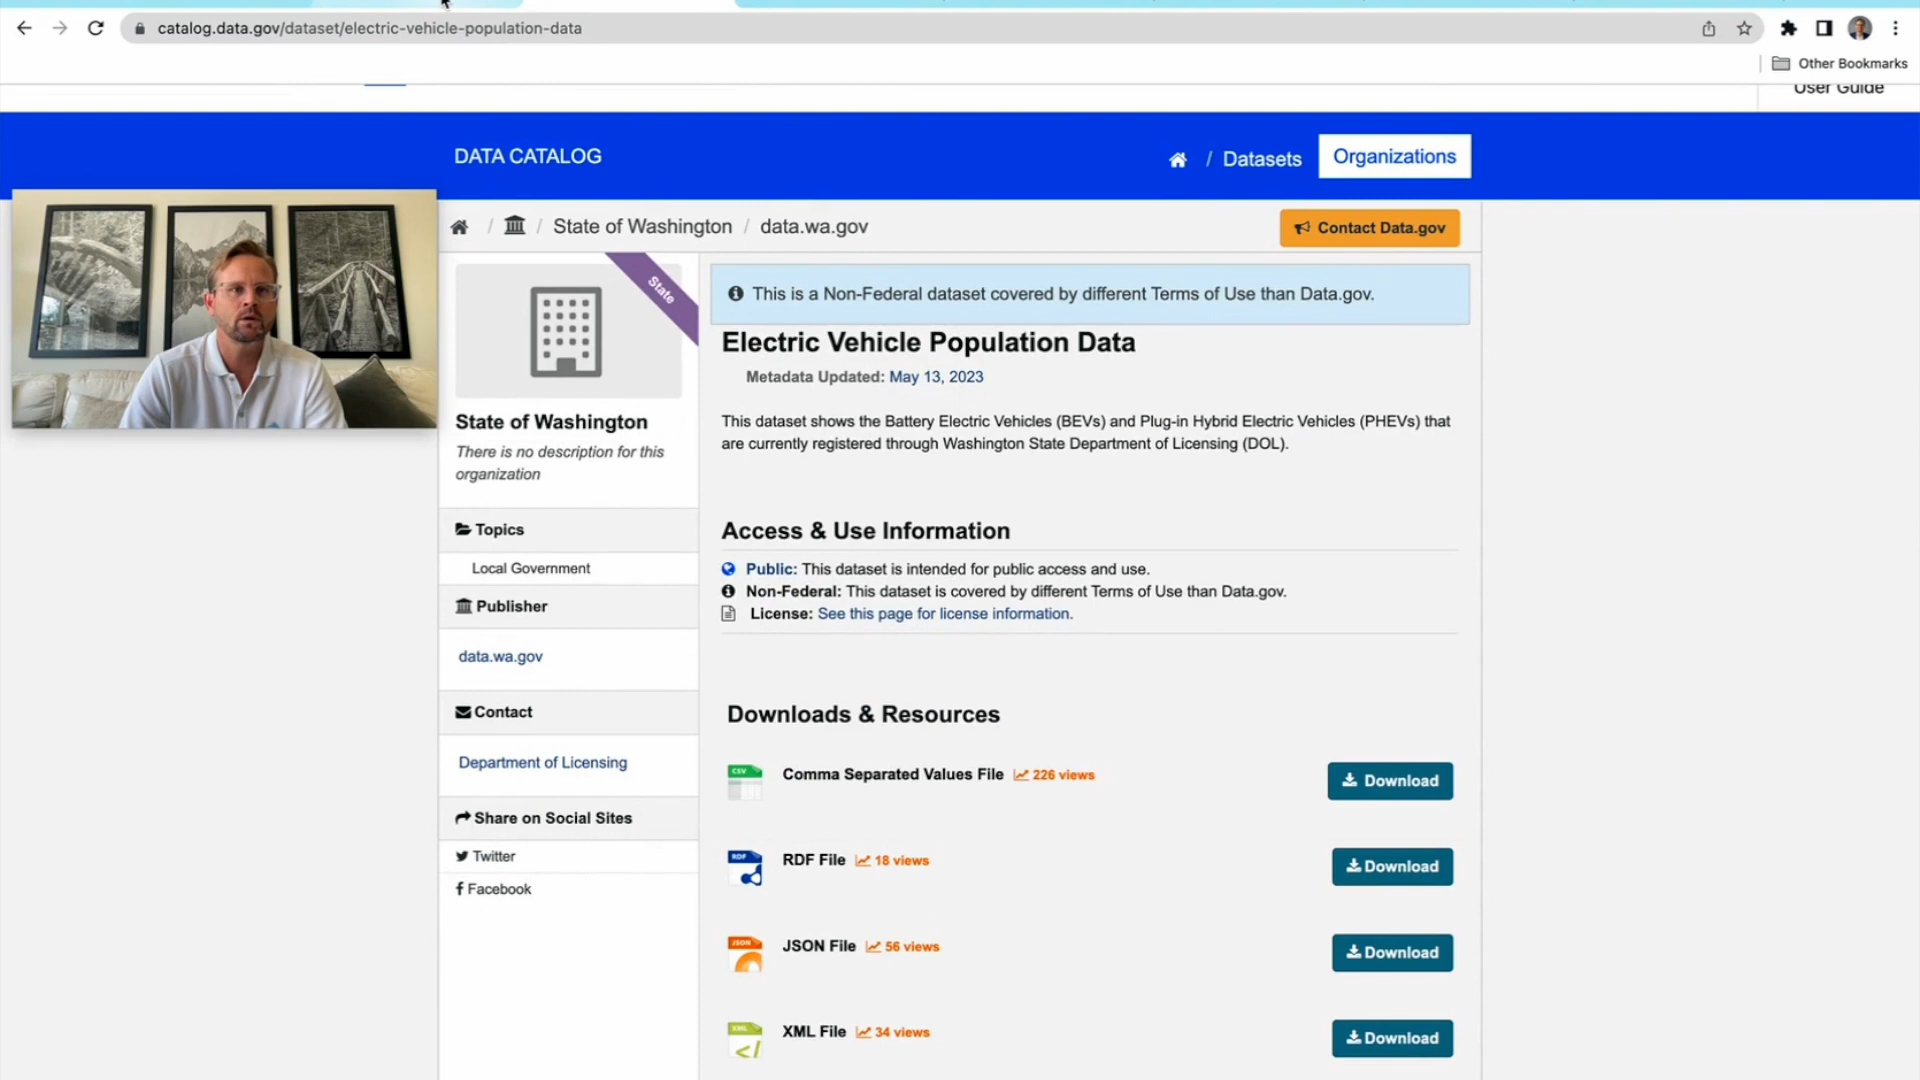 catalog.data.gov/dataset/electric-vehicle-population-data
Other Bookmarks
User Guide
DATA CATALOG
/ Datasets
Organizations
/ / State of Washington / data.wa.gov
Contact Data.gov
State
This is a Non-Federal dataset covered by different Terms of Use than Data.gov.
Electric Vehicle Population Data
Metadata Updated: May 13, 2023
This dataset shows the Battery Electric Vehicles (BEVs) and Plug-in Hybrid Electric Vehicles (PHEVs) that
are currently registered through Washington State Department of Licensing (DOL).
State of Washington
There is no description for this
organization
Topics
Local Government
Publisher
data.wa.gov
Contact
Department of Licensing
Share on Social Sites
Twitter
Facebook
Access & Use Information
Public: This dataset is intended for public access and use.
Non-Federal: This dataset is covered by different Terms of Use than Data.gov.
License: See this page for license information.
Downloads & Resources
CSV
Comma Separated Values File 226 views
Download
RDF
RDF File 18 views
Download
JSON
JSON File 56 views
Download
XML
XML File 34 views
Download